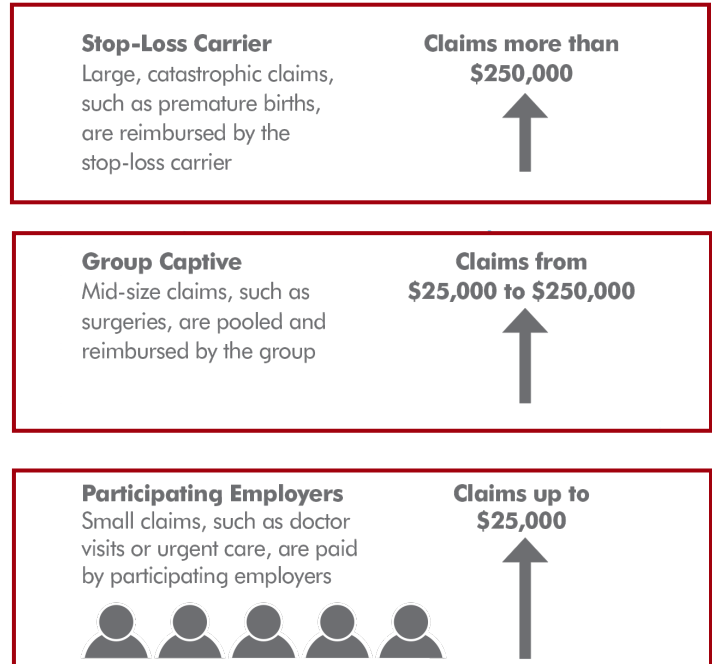 Stop-Loss Carrier
Large, catastrophic claims,
such as premature births,
are reimbursed by the
stop-loss carrier
Claims more than
$250,000
Group Captive
Mid-size claims, such as
surgeries, are pooled and
reimbursed by the group
Claims from
$25,000 to $250,000
Participating Employers
Small claims, such as doctor
visits or urgent care, are paid
by participating employers
Claims up to
$25,000